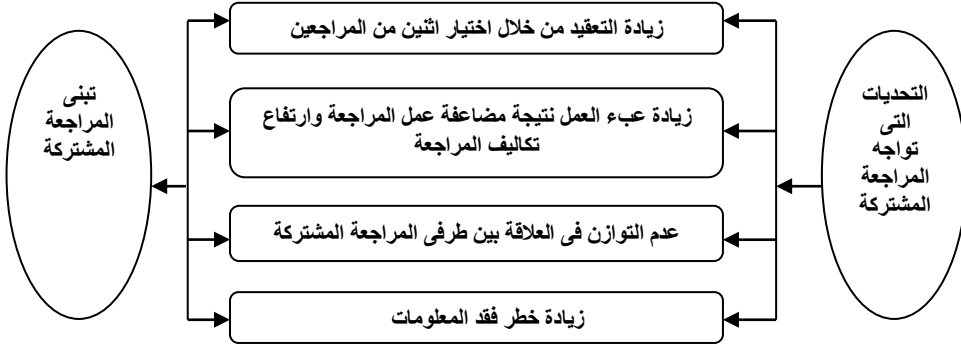 التحديات
التى
تواجه
المراجعة
المشتركة
زيادة التعقيد من خلال اختيار اثنين من المراجعين
زيادة عبء العمل نتيجة مضاعفة عمل المراجعة وارتفاع
تكاليف المراجعة
عدم التوازن فى العلاقة بين طرفى المراجعة المشتركة
زيادة خطر فقد المعلومات
تبنى
المراجعة
المشتركة